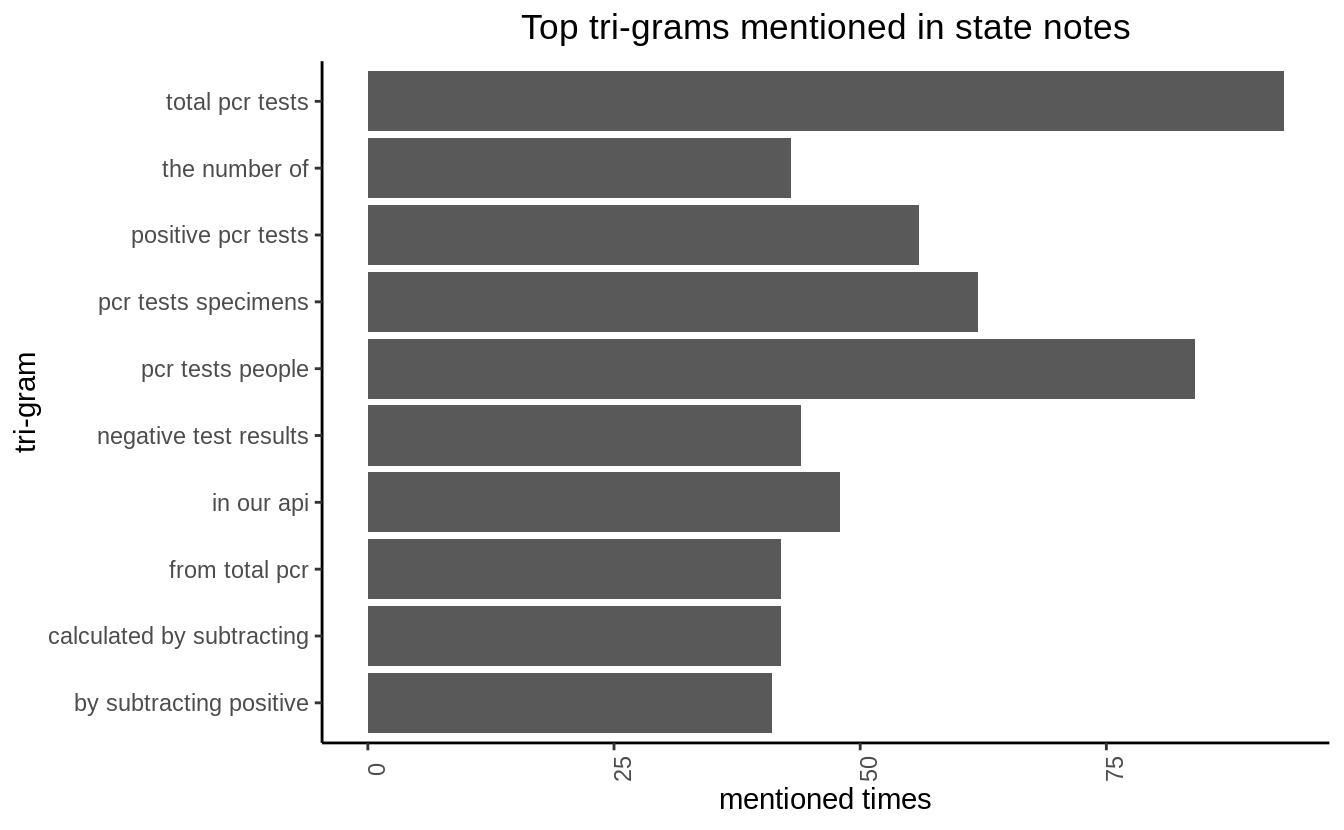 Top tri-grams mentioned in state notes
total pcr tests
the number of
positive pcr tests
pcr tests specimens
pcr tests people
negative test results
in our api
from total pcr
calculated by subtracting
by subtracting positive
tri-gram
0 25 50 75
mentioned times